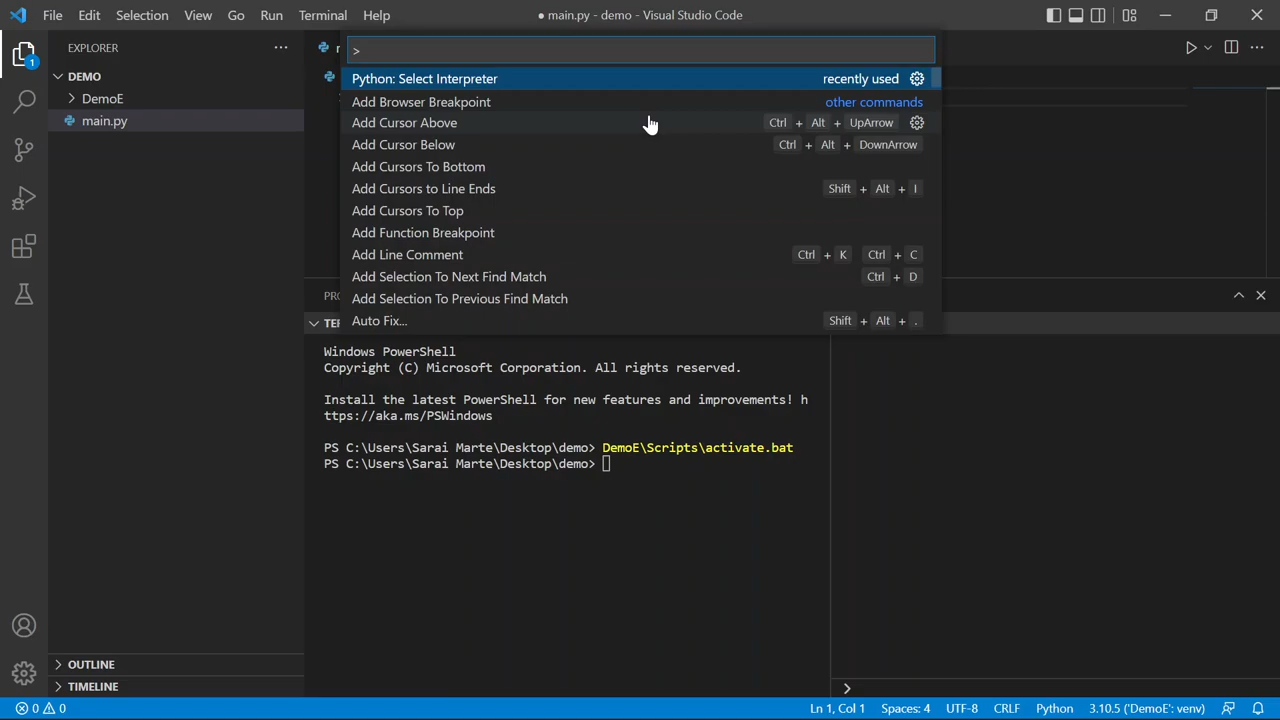 File Edit Selection View Go Run Terminal Help ● main.py - demo - Visual Studio Code
EXPLORER ...
1
DEMO
DemoE
main.py
>
Python: Select Interpreter recently used
Add Browser Breakpoint other commands
Add Cursor Above Ctrl + Alt + UpArrow
Add Cursor Below Ctrl + Alt + DownArrow
Add Cursors To Bottom
Add Cursors to Line Ends Shift + Alt + I
Add Cursors To Top
Add Function Breakpoint
Add Line Comment Ctrl + K Ctrl + C
Add Selection To Next Find Match Ctrl + D
Add Selection To Previous Find Match
Auto Fix... Shift + Alt + .
Windows PowerShell
Copyright (C) Microsoft Corporation. All rights reserved.
Install the latest PowerShell for new features and improvements! h
ttps://aka.ms/PSWindows
PS C:\Users\Sarai Marte\Desktop\demo> DemoE\Scripts\activate.bat
PS C:\Users\Sarai Marte\Desktop\demo>
OUTLINE
TIMELINE
0 0 Ln 1, Col 1 Spaces: 4 UTF-8 CRLF Python 3.10.5 ('DemoE': venv)